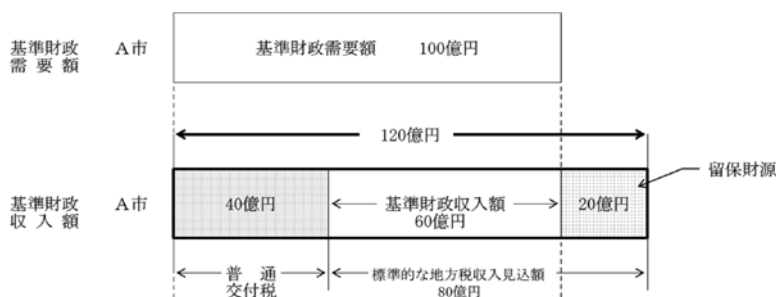 基準財政
需要額
A市
基準財政需要額 100億円
120億円
留保財源
基準財政
収入額
A市
40億円
基準財政収入額
60億円
20億円
普通
交付税
標準的な地方税収入見込額
80億円